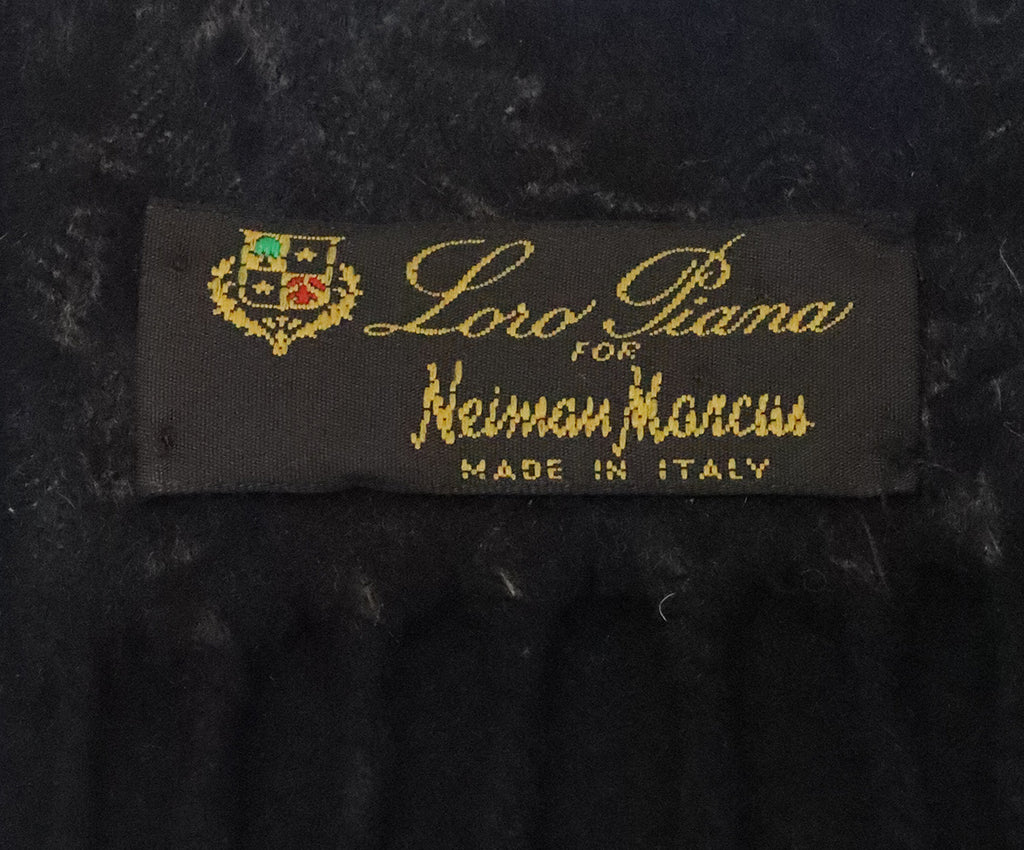 Loro Piana
FOR
Neiman Marcus
MADE IN ITALY